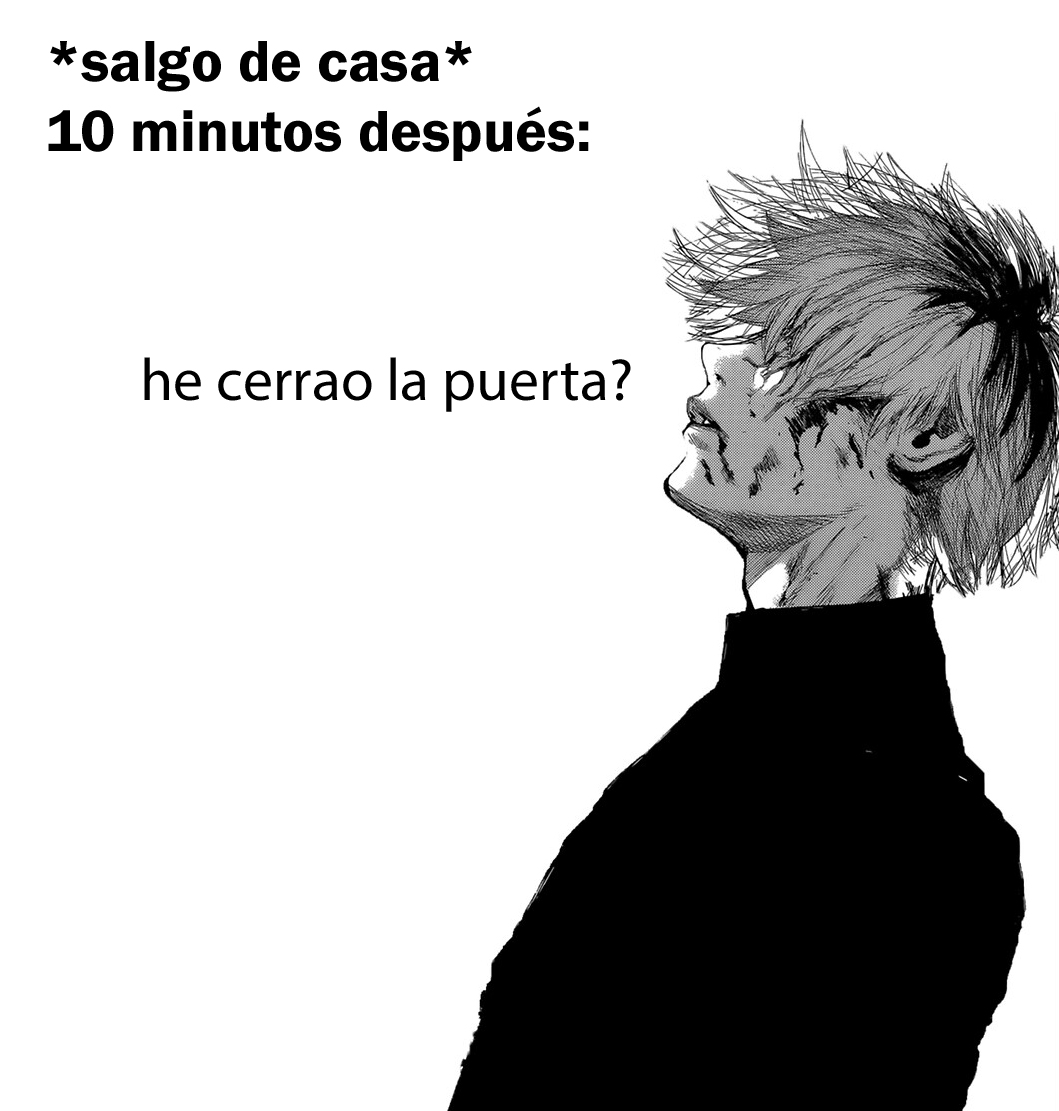 *salgo de casa*
10 minutos después:
he cerrao la puerta?